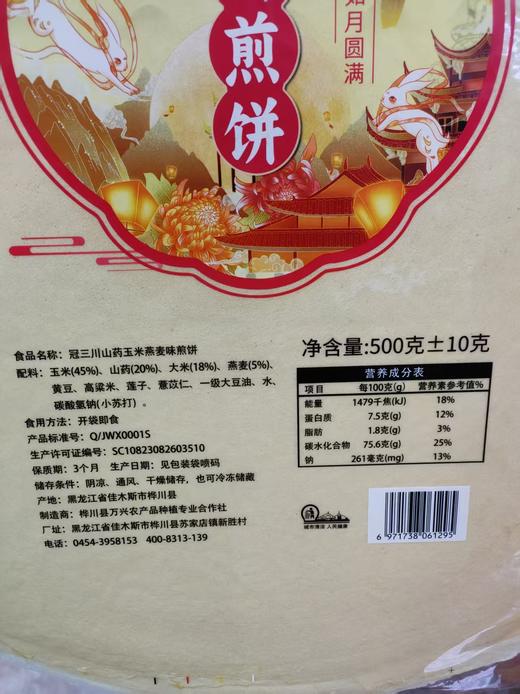 煎饼
如月圆满
食品名称：冠三川山药玉米燕麦味煎饼
配料：玉米(45%)、山药(20%)、大米(18%)、燕麦(5%)、
黄豆、高粱米、莲子、薏苡仁、一级大豆油、水、
碳酸氢钠(小苏打）。
食用方法：开袋即食
产品标准号：Q/JWX0001S
生产许可证编号：SC10823082603510
保质期：3个月 生产日期：见包装袋喷码
储存条件：阴凉、通风、干燥储存，也可冷冻储藏
产地：黑龙江省佳木斯市桦川县
制造商：桦川县万兴农产品种植专业合作社
厂址：黑龙江省佳木斯市桦川县苏家店镇新胜村
电话：0454-3958153 400-8313-139
净含量:500克±10克
营养成分表
项目 每100克(g) 营养素参考值%
能量 1479千焦(kJ) 18%
蛋白质 7.5克(g) 12%
脂肪 1.8克(g) 3%
碳水化合物 75.6克(g) 25%
钠 261毫克(mg) 13%
城市清洁 人民健康
6 971738 061295